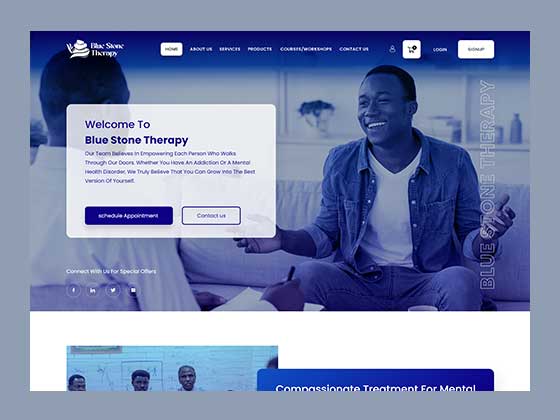 Blue Stone
Therapy
HOME ABOUT US SERVICES PRODUCTS COURSES/WORKSHOPS CONTACT US LOGIN SIGNUP
Welcome To
Blue Stone Therapy
Our Team Believes In Empowering Each Person Who Walks
Through Our Doors. Whether You Have An Addiction Or A Mental
Health Disorder, We Truly Believe That You Can Grow Into The Best
Version Of Yourself.
schedule Appointment Contact us
BLUE STONE THERAPY
Connect With Us For Special Offers
Compassionate Treatment For Mental